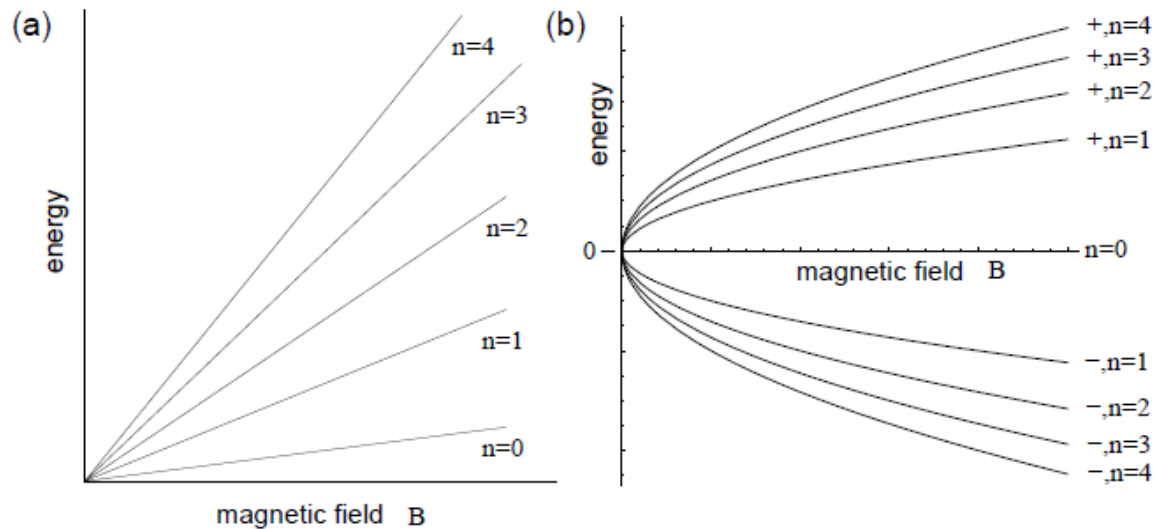 (a)
energy
n=4
n=3
n=2
n=1
n=0
magnetic field B
(b)
energy
+,n=4
+,n=3
+,n=2
+,n=1
0
n=0
magnetic field B
−,n=1
−,n=2
−,n=3
−,n=4